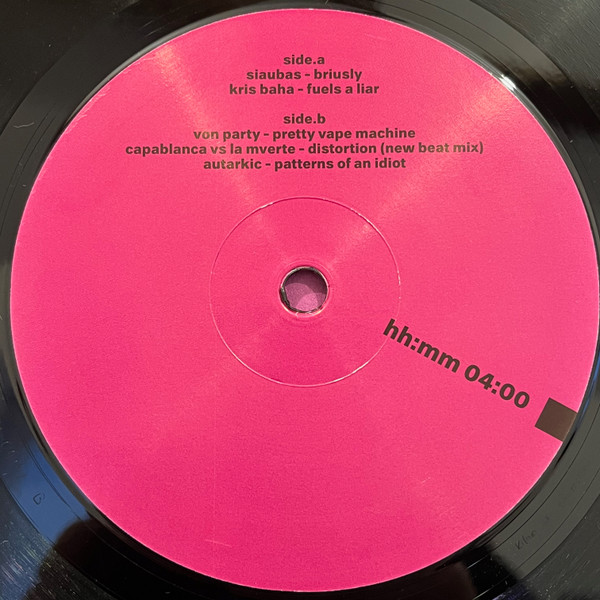 side.a
siaubas - briusly
kris baha - fuels a liar
side.b
von party - pretty vape machine
capablanca vs la mverte - distortion (new beat mix)
autarkic - patterns of an idiot
hh:mm 04:00
B